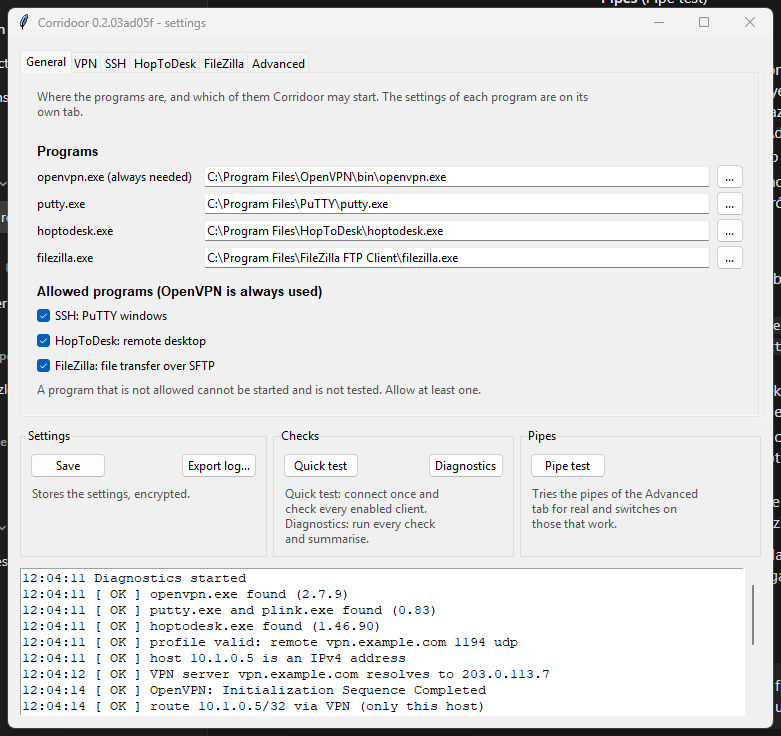 Pipes (Pipe test)
Corridoor 0.2.03ad05f - settings
General VPN SSH HopToDesk FileZilla Advanced
Where the programs are, and which of them Corridoor may start. The settings of each program are on its
own tab.
Programs
openvpn.exe (always needed) C:\Program Files\OpenVPN\bin\openvpn.exe ...
putty.exe C:\Program Files\PuTTY\putty.exe ...
hoptodesk.exe C:\Program Files\HopToDesk\hoptodesk.exe ...
filezilla.exe C:\Program Files\FileZilla FTP Client\filezilla.exe ...
Allowed programs (OpenVPN is always used)
SSH: PuTTY windows
HopToDesk: remote desktop
FileZilla: file transfer over SFTP
A program that is not allowed cannot be started and is not tested. Allow at least one.
Settings
Save Export log...
Stores the settings, encrypted.
Checks
Quick test Diagnostics
Quick test: connect once and
check every enabled client.
Diagnostics: run every check
and summarise.
Pipes
Pipe test
Tries the pipes of the Advanced
tab for real and switches on
those that work.
12:04:11 Diagnostics started
12:04:11 [ OK ] openvpn.exe found (2.7.9)
12:04:11 [ OK ] putty.exe and plink.exe found (0.83)
12:04:11 [ OK ] hoptodesk.exe found (1.46.90)
12:04:11 [ OK ] profile valid: remote vpn.example.com 1194 udp
12:04:11 [ OK ] host 10.1.0.5 is an IPv4 address
12:04:12 [ OK ] VPN server vpn.example.com resolves to 203.0.113.7
12:04:14 [ OK ] OpenVPN: Initialization Sequence Completed
12:04:14 [ OK ] route 10.1.0.5/32 via VPN (only this host)